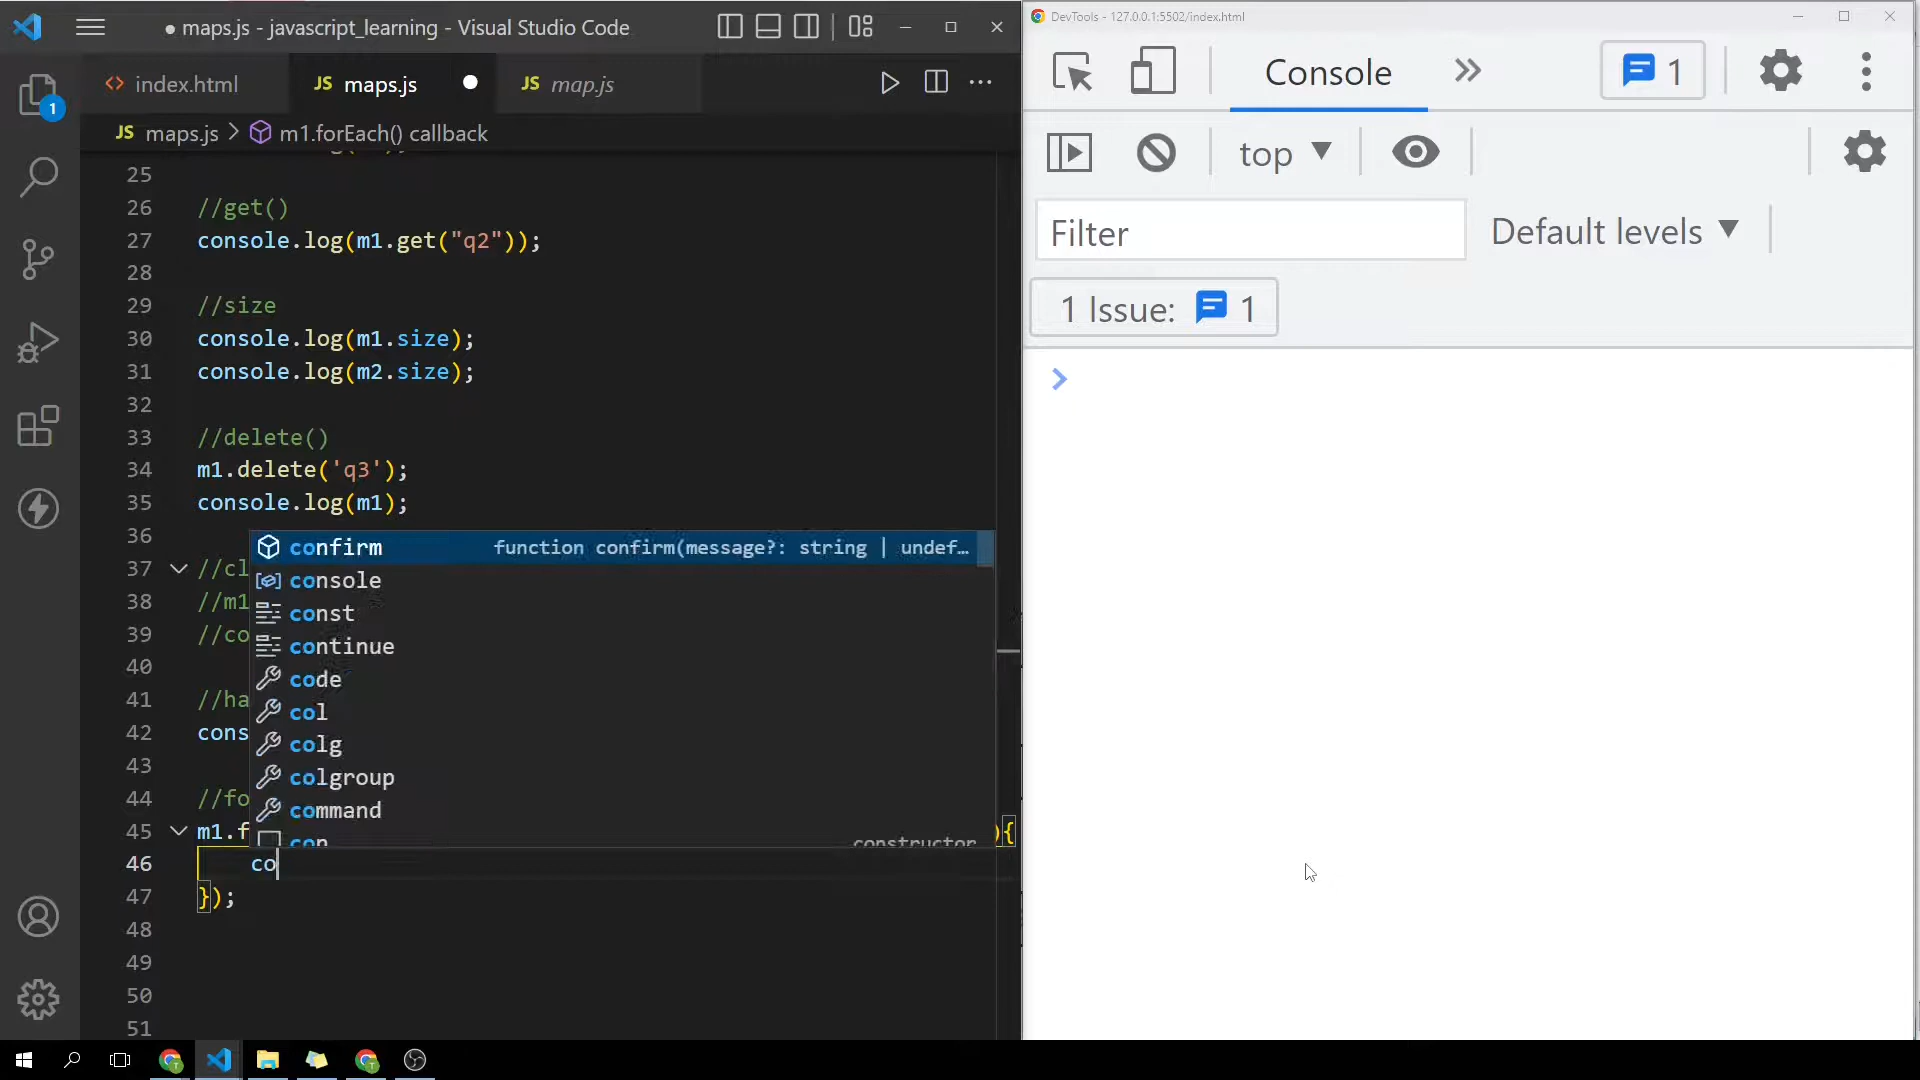 maps.js - javascript_learning - Visual Studio Code
index.html
JS maps.js
JS map.js
1
JS maps.js > m1.forEach() callback
25
26 //get()
27 console.log(m1.get("q2"));
28
29 //size
30 console.log(m1.size);
31 console.log(m2.size);
32
33 //delete()
34 m1.delete('q3');
35 console.log(m1);
36
confirm function confirm(message?: string | undef…
37 //cl
console
38 //m1
const
39 //co
continue
40
code
41 //ha
col
42 cons
colg
43
colgroup
44 //fo
command
45 m1.f
con constructor
){
46 co
47 });
48
49
50
51
DevTools - 127.0.0.1:5502/index.html
Console
1
top
Filter
Default levels
1 Issue: 1